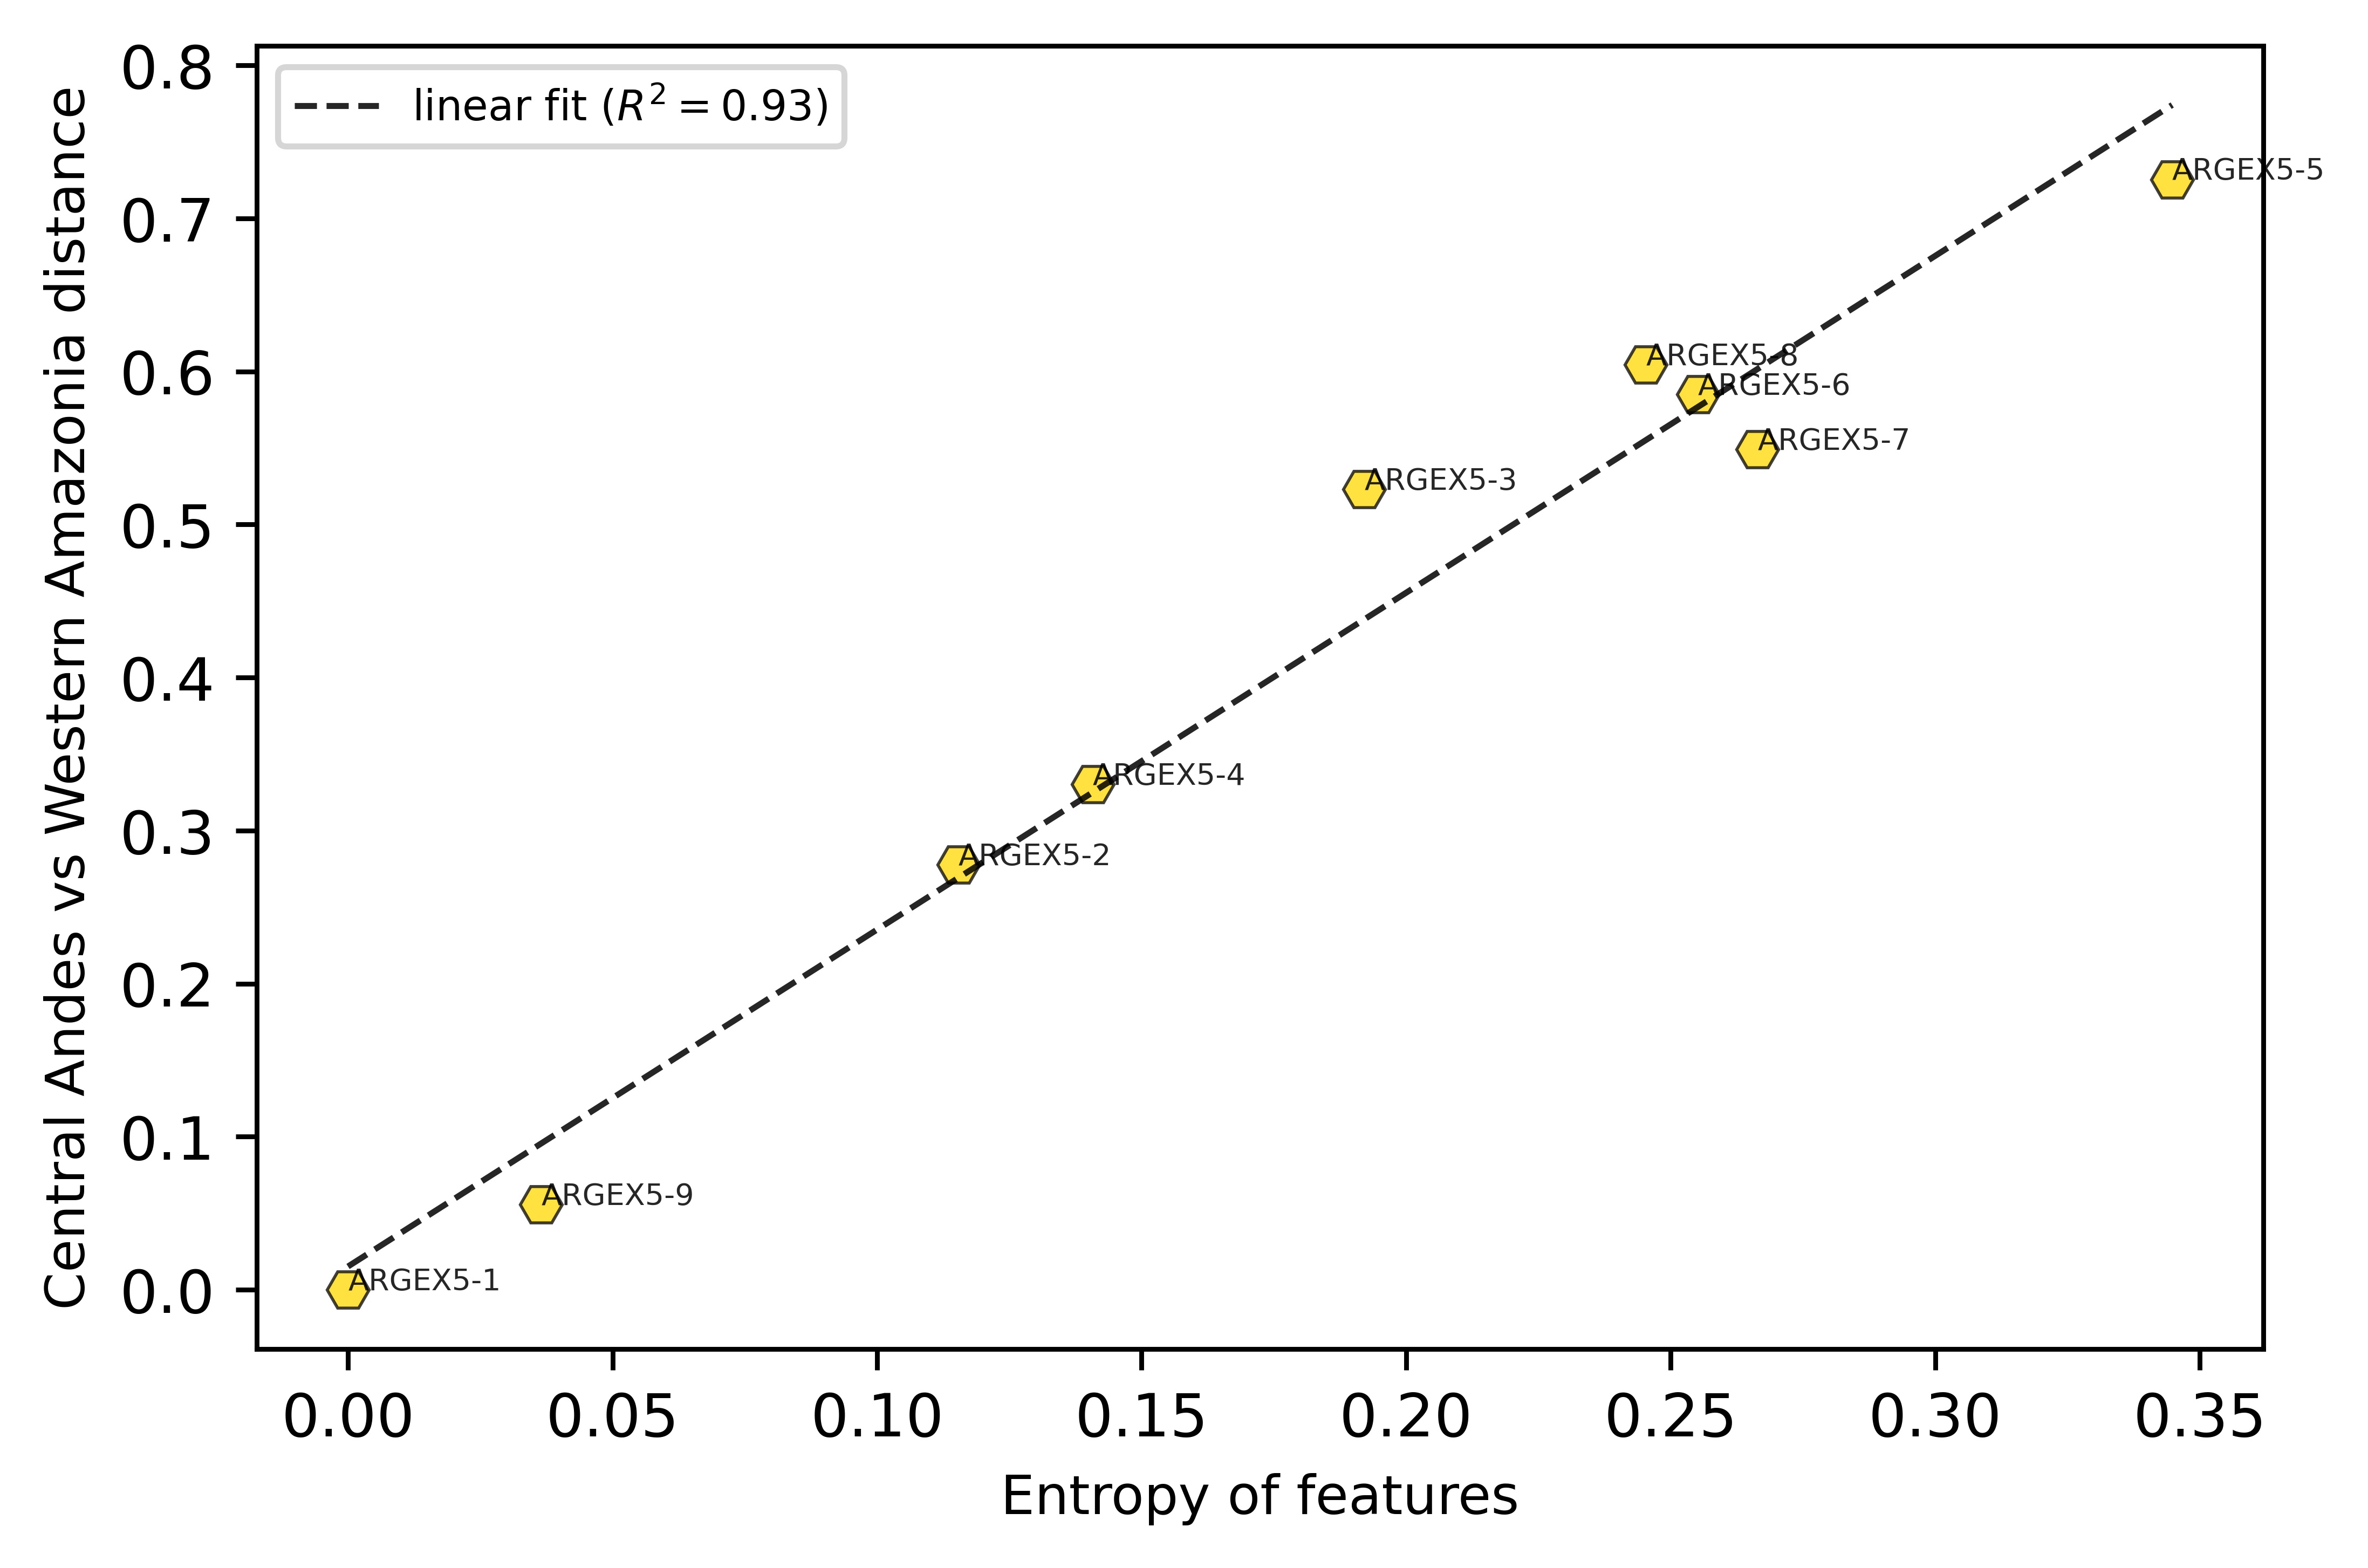 linear fit (R² = 0.93)
Central Andes vs Western Amazonia distance
0.8
0.7
0.6
0.5
0.4
0.3
0.2
0.1
0.0
ARGEX5-5
ARGEX5-8
ARGEX5-6
ARGEX5-7
ARGEX5-3
ARGEX5-4
ARGEX5-2
ARGEX5-9
ARGEX5-1
0.00 0.05 0.10 0.15 0.20 0.25 0.30 0.35
Entropy of features